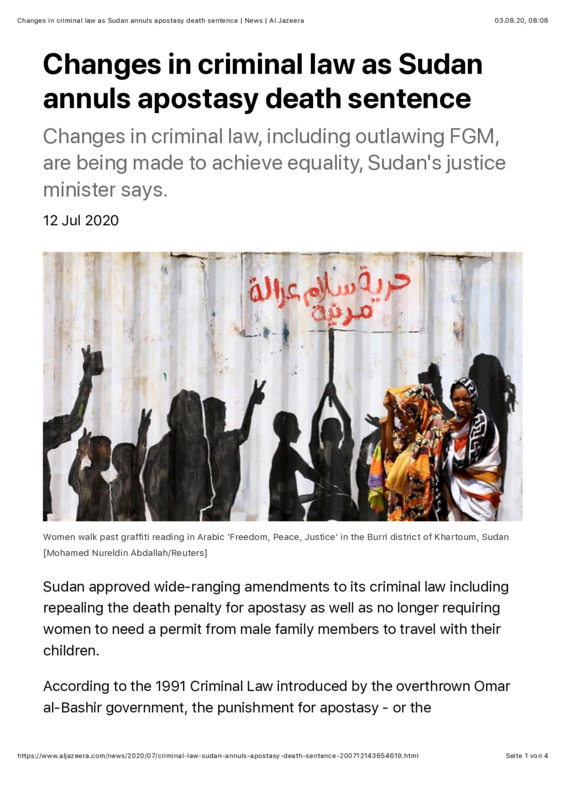 Changes in criminal law as Sudan annuls apostasy death sentence | News | Al Jazeera
03.08.20, 08:08
Changes in criminal law as Sudan
annuls apostasy death sentence
Changes in criminal law, including outlawing FGM,
are being made to achieve equality, Sudan's justice
minister says.
12 Jul 2020
حرية سلام عدالة
مدنية
Women walk past graffiti reading in Arabic 'Freedom, Peace, Justice' in the Burri district of Khartoum, Sudan
[Mohamed Nureldin Abdallah/Reuters]
Sudan approved wide-ranging amendments to its criminal law including
repealing the death penalty for apostasy as well as no longer requiring
women to need a permit from male family members to travel with their
children.
According to the 1991 Criminal Law introduced by the overthrown Omar
al-Bashir government, the punishment for apostasy - or the
https://www.aljazeera.com/news/2020/07/criminal-law-sudan-annuls-apostasy-death-sentence-200712143654619.html
Seite 1 von 4